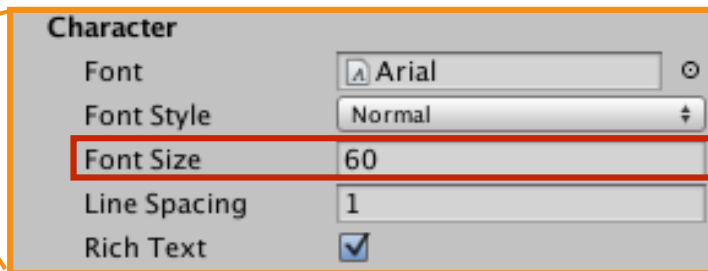 Character
Font Arial
Font Style Normal
Font Size 60
Line Spacing 1
Rich Text